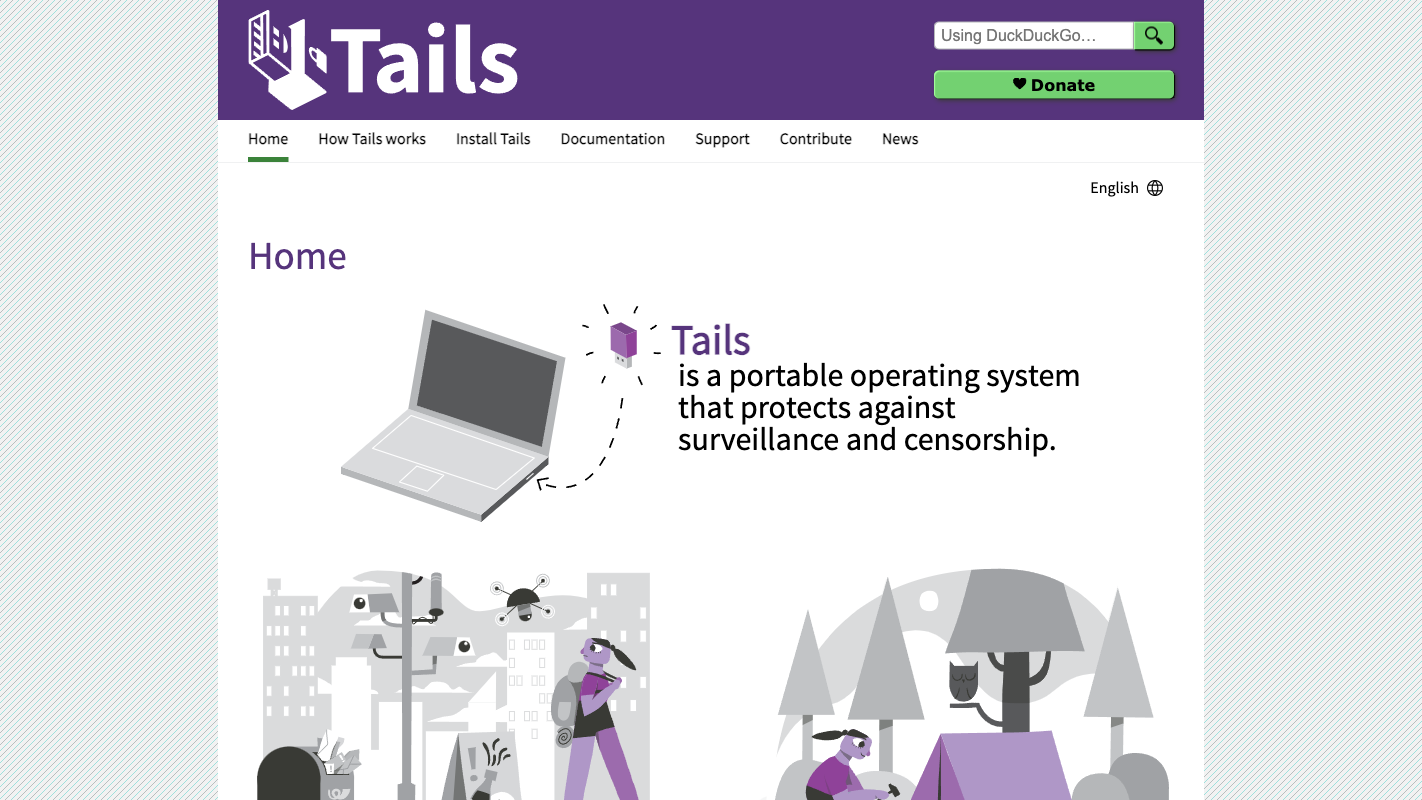 Tails
Using DuckDuckGo...
Donate
Home How Tails works Install Tails Documentation Support Contribute News
English
Home
Tails
is a portable operating system
that protects against
surveillance and censorship.